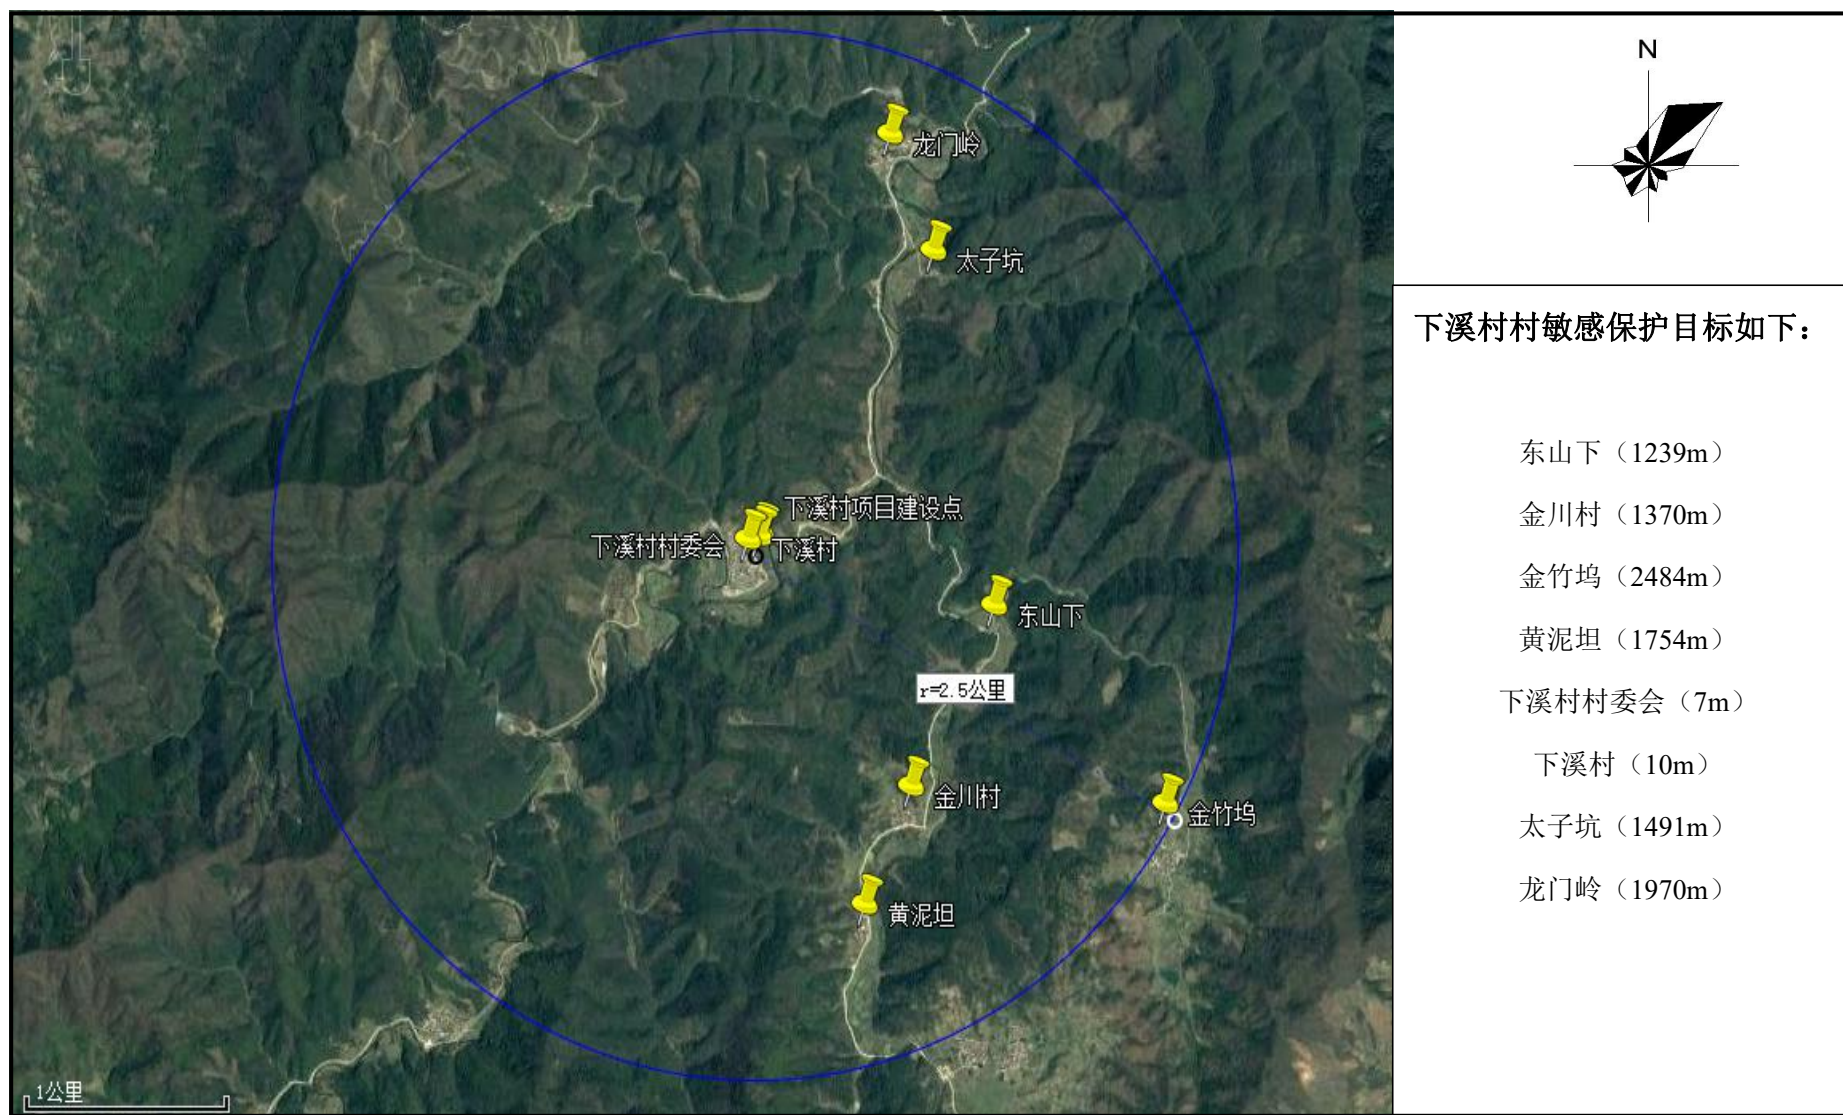 龙门岭
太子坑
下溪村项目建设点
下溪村村委会
下溪村
东山下
r=2.5公里
金川村
金竹坞
黄泥坦
1公里
N
下溪村村敏感保护目标如下：
东山下（1239m）
金川村（1370m）
金竹坞（2484m）
黄泥坦（1754m）
下溪村村委会（7m）
下溪村（10m）
太子坑（1491m）
龙门岭（1970m）